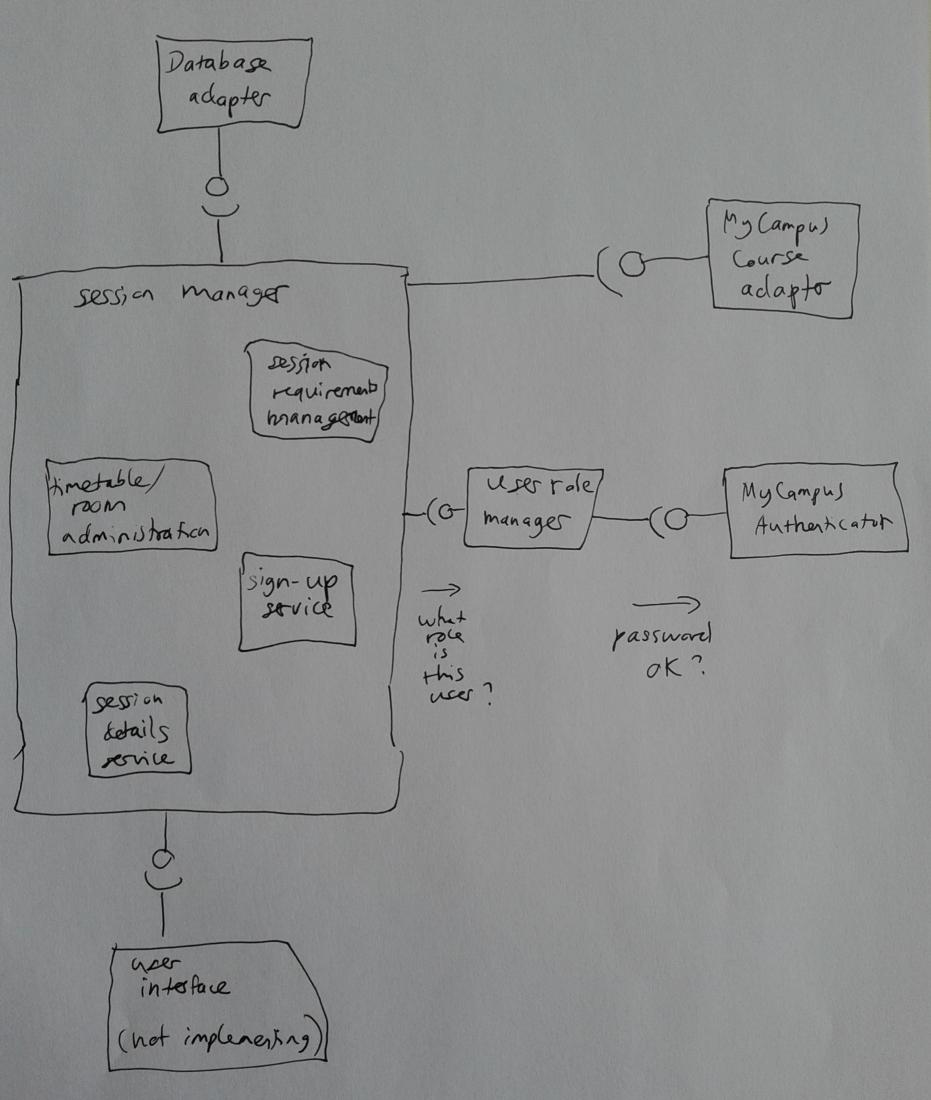 Database
adapter
MyCampus
Course
adaptor
session manager
session
requirements
management
timetable/
room
administration
user role
manager
MyCampus
Authenticator
sign-up
service
what
role
is
this
user?
password
OK?
session
details
service
user
interface
(not implementing)